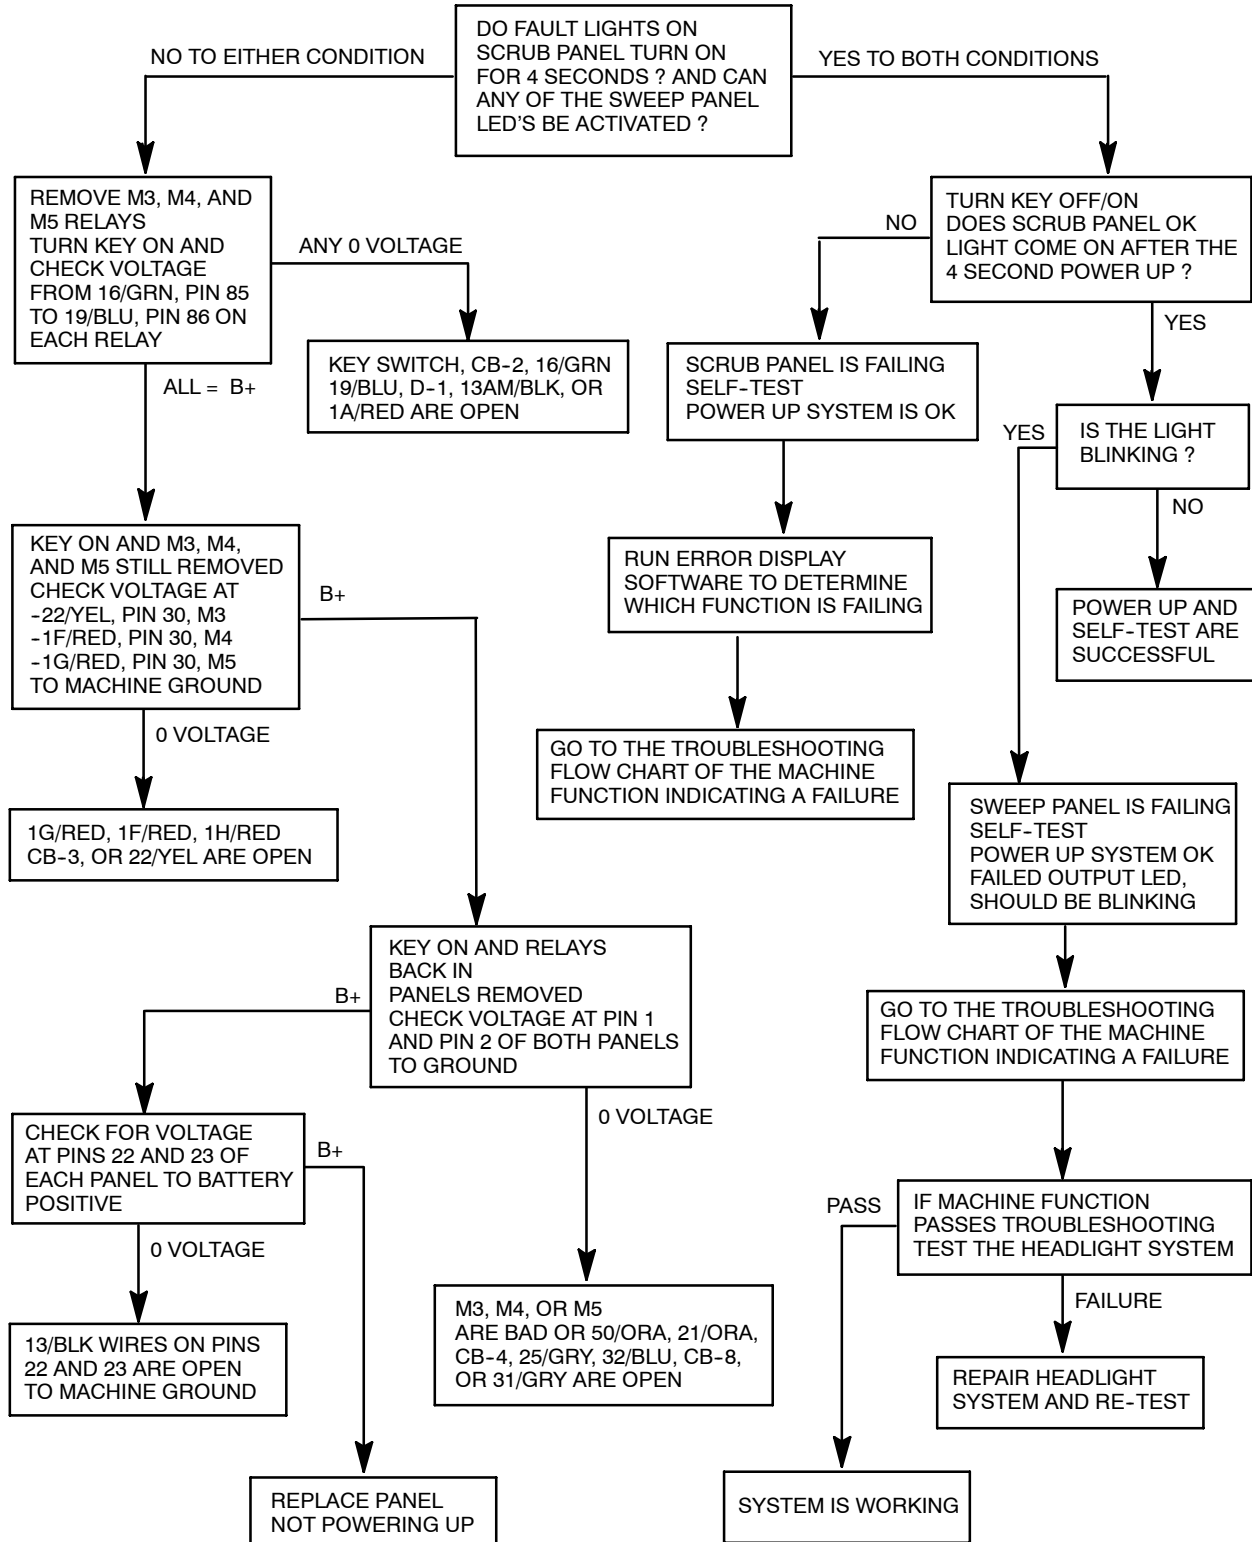 DO FAULT LIGHTS ON
SCRUB PANEL TURN ON
FOR 4 SECONDS ? AND CAN
ANY OF THE SWEEP PANEL
LED'S BE ACTIVATED ?
NO TO EITHER CONDITION
YES TO BOTH CONDITIONS
REMOVE M3, M4, AND
M5 RELAYS
TURN KEY ON AND
CHECK VOLTAGE
FROM 16/GRN, PIN 85
TO 19/BLU, PIN 86 ON
EACH RELAY
ANY 0 VOLTAGE
KEY SWITCH, CB-2, 16/GRN
19/BLU, D-1, 13AM/BLK, OR
1A/RED ARE OPEN
ALL = B+
TURN KEY OFF/ON
DOES SCRUB PANEL OK
LIGHT COME ON AFTER THE
4 SECOND POWER UP ?
NO
YES
SCRUB PANEL IS FAILING
SELF-TEST
POWER UP SYSTEM IS OK
IS THE LIGHT
BLINKING ?
YES
NO
KEY ON AND M3, M4,
AND M5 STILL REMOVED
CHECK VOLTAGE AT
-22/YEL, PIN 30, M3
-1F/RED, PIN 30, M4
-1G/RED, PIN 30, M5
TO MACHINE GROUND
B+
0 VOLTAGE
RUN ERROR DISPLAY
SOFTWARE TO DETERMINE
WHICH FUNCTION IS FAILING
POWER UP AND
SELF-TEST ARE
SUCCESSFUL
GO TO THE TROUBLESHOOTING
FLOW CHART OF THE MACHINE
FUNCTION INDICATING A FAILURE
1G/RED, 1F/RED, 1H/RED
CB-3, OR 22/YEL ARE OPEN
SWEEP PANEL IS FAILING
SELF-TEST
POWER UP SYSTEM OK
FAILED OUTPUT LED,
SHOULD BE BLINKING
KEY ON AND RELAYS
BACK IN
PANELS REMOVED
CHECK VOLTAGE AT PIN 1
AND PIN 2 OF BOTH PANELS
TO GROUND
B+
0 VOLTAGE
GO TO THE TROUBLESHOOTING
FLOW CHART OF THE MACHINE
FUNCTION INDICATING A FAILURE
CHECK FOR VOLTAGE
AT PINS 22 AND 23 OF
EACH PANEL TO BATTERY
POSITIVE
B+
0 VOLTAGE
IF MACHINE FUNCTION
PASSES TROUBLESHOOTING
TEST THE HEADLIGHT SYSTEM
PASS
FAILURE
13/BLK WIRES ON PINS
22 AND 23 ARE OPEN
TO MACHINE GROUND
M3, M4, OR M5
ARE BAD OR 50/ORA, 21/ORA,
CB-4, 25/GRY, 32/BLU, CB-8,
OR 31/GRY ARE OPEN
REPAIR HEADLIGHT
SYSTEM AND RE-TEST
REPLACE PANEL
NOT POWERING UP
SYSTEM IS WORKING